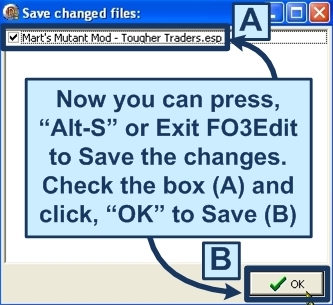 Save changed files:
A
Mart's Mutant Mod - Tougher Traders.esp
Now you can press,
“Alt-S” or Exit FO3Edit
to Save the changes.
Check the box (A) and
click, “OK” to Save (B)
B
OK